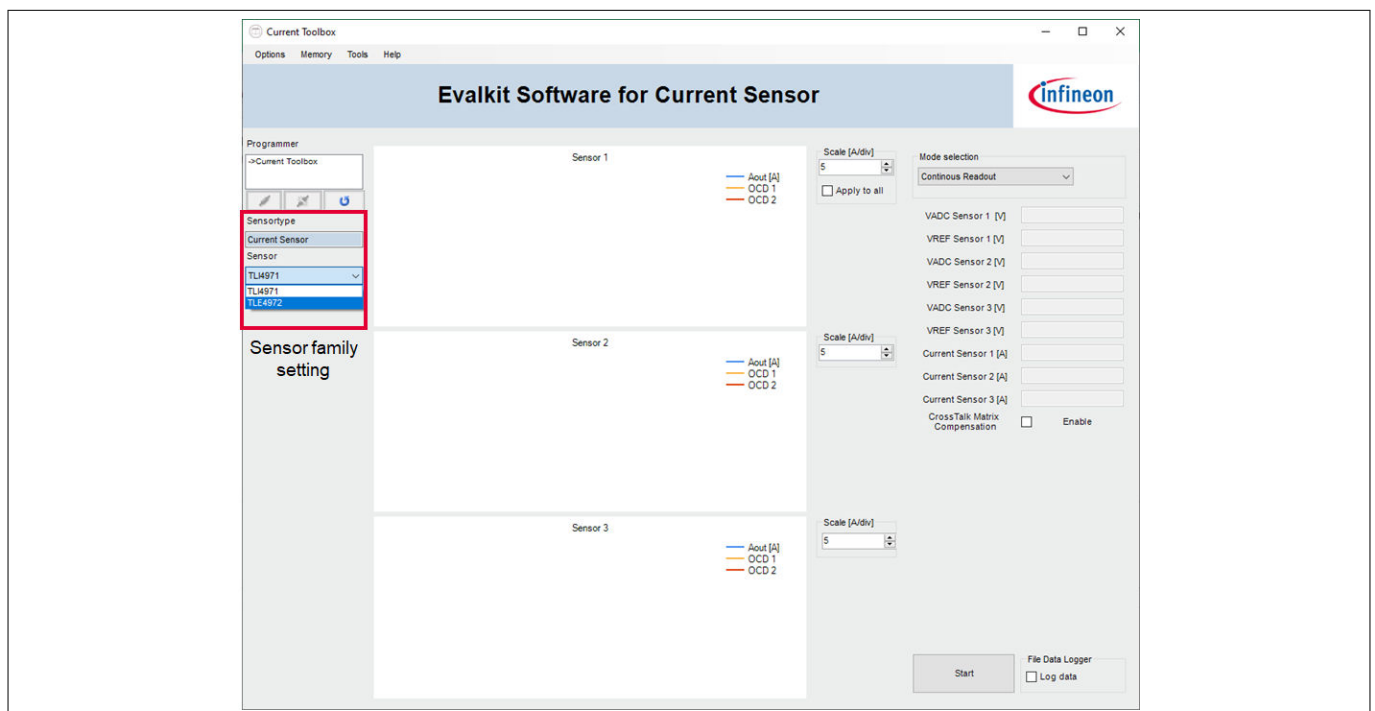 Current Toolbox
Options Memory Tools Help
Evalkit Software for Current Sensor
infineon
Programmer
->Current Toolbox
Sensortype
Current Sensor
Sensor
TLI4971
TLI4971
TLE4972
Sensor family
setting
Sensor 1
Aout [A]
OCD 1
OCD 2
Scale [A/div]
5
Apply to all
Sensor 2
Aout [A]
OCD 1
OCD 2
Scale [A/div]
5
Sensor 3
Aout [A]
OCD 1
OCD 2
Scale [A/div]
5
Mode selection
Continous Readout
VADC Sensor 1 [V]
VREF Sensor 1 [V]
VADC Sensor 2 [V]
VREF Sensor 2 [V]
VADC Sensor 3 [V]
VREF Sensor 3 [V]
Current Sensor 1 [A]
Current Sensor 2 [A]
Current Sensor 3 [A]
CrossTalk Matrix
Compensation
Enable
Start
File Data Logger
Log data